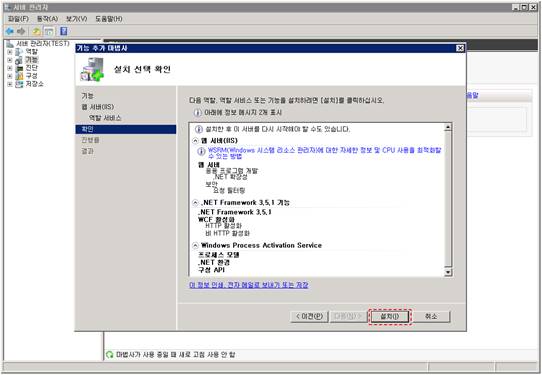 서버 관리자
파일(F) 동작(A) 보기(V) 도움말(H)
서버 관리자(TEST)
역할
기능
진단
구성
저장소
기능 추가 마법사
설치 선택 확인
기능
웹 서버(IIS)
역할 서비스
확인
진행률
결과
다음 역할, 역할 서비스 또는 기능을 설치하려면 [설치]를 클릭하십시오.
아래에 정보 메시지 2개 표시
설치한 후 이 서버를 다시 시작해야 할 수도 있습니다.
웹 서버(IIS)
WSRM(Windows 시스템 리소스 관리자)에 대한 자세한 정보 및 CPU 사용을 최적화할
수 있는 방법
웹 서버
응용 프로그램 개발
.NET 확장성
보안
요청 필터링
.NET Framework 3.5.1 기능
.NET Framework 3.5.1
WCF 활성화
HTTP 활성화
비 HTTP 활성화
Windows Process Activation Service
프로세스 모델
.NET 환경
구성 API
이 정보 인쇄, 전자 메일로 보내기 또는 저장
< 이전(P) 다음(N) > 설치(I) 취소
움말
마법사가 사용 중일 때 새로 고침 사용 안 함